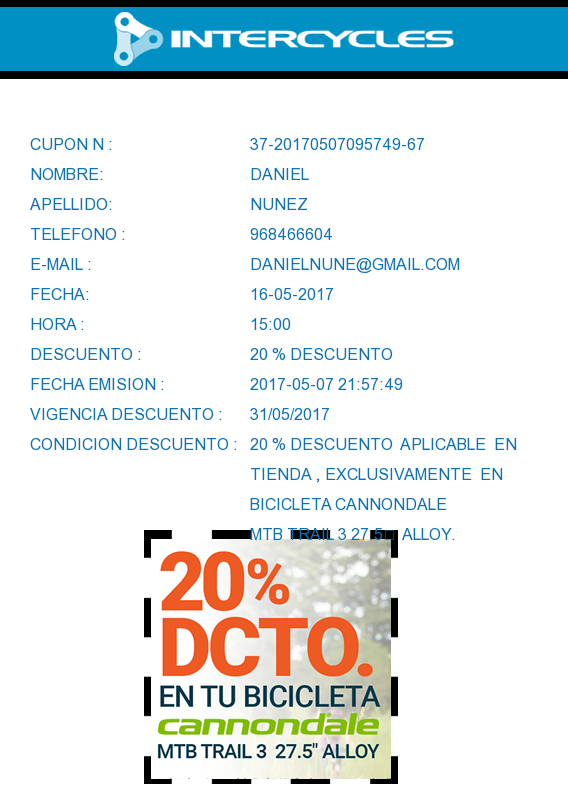 INTERCYCLES
CUPON N : 37-20170507095749-67
NOMBRE: DANIEL
APELLIDO: NUNEZ
TELEFONO : 968466604
E-MAIL : DANIELNUNE@GMAIL.COM
FECHA: 16-05-2017
HORA : 15:00
DESCUENTO : 20 % DESCUENTO
FECHA EMISION : 2017-05-07 21:57:49
VIGENCIA DESCUENTO : 31/05/2017
CONDICION DESCUENTO : 20 % DESCUENTO APLICABLE EN
TIENDA , EXCLUSIVAMENTE EN
BICICLETA CANNONDALE
MTB TRAIL 3 27.5" ALLOY.
20%
DCTO.
EN TU BICICLETA
cannondale
MTB TRAIL 3 27.5" ALLOY